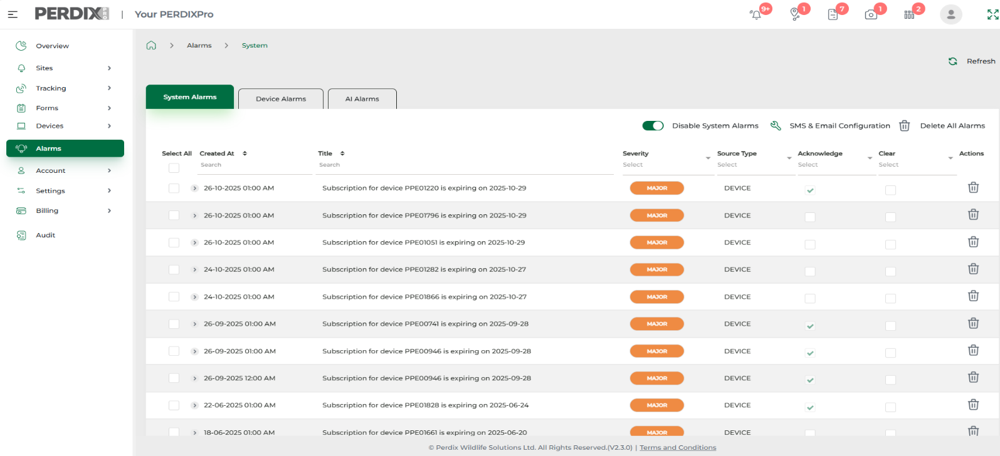 PERDIX PRO | Your PERDIXPro
9+ 1 7 1 2
Overview
Sites
Tracking
Forms
Devices
Alarms
Account
Settings
Billing
Audit
Alarms System
Refresh
System Alarms Device Alarms AI Alarms
Disable System Alarms SMS & Email Configuration Delete All Alarms
Select All Created At Title Severity Source Type Acknowledge Clear Actions
Search Search Select Select Select Select
26-10-2025 01:00 AM Subscription for device PPE01220 is expiring on 2025-10-29 MAJOR DEVICE
26-10-2025 01:00 AM Subscription for device PPE01796 is expiring on 2025-10-29 MAJOR DEVICE
26-10-2025 01:00 AM Subscription for device PPE01051 is expiring on 2025-10-29 MAJOR DEVICE
24-10-2025 01:00 AM Subscription for device PPE01282 is expiring on 2025-10-27 MAJOR DEVICE
24-10-2025 01:00 AM Subscription for device PPE01866 is expiring on 2025-10-27 MAJOR DEVICE
26-09-2025 01:00 AM Subscription for device PPE00741 is expiring on 2025-09-28 MAJOR DEVICE
26-09-2025 01:00 AM Subscription for device PPE00946 is expiring on 2025-09-28 MAJOR DEVICE
26-09-2025 12:00 AM Subscription for device PPE00946 is expiring on 2025-09-28 MAJOR DEVICE
22-06-2025 01:00 AM Subscription for device PPE01828 is expiring on 2025-06-24 MAJOR DEVICE
18-06-2025 01:00 AM Subscription for device PPE01661 is expiring on 2025-06-20 MAJOR DEVICE
© Perdix Wildlife Solutions Ltd. All Rights Reserved.(V2.3.0) | Terms and Conditions